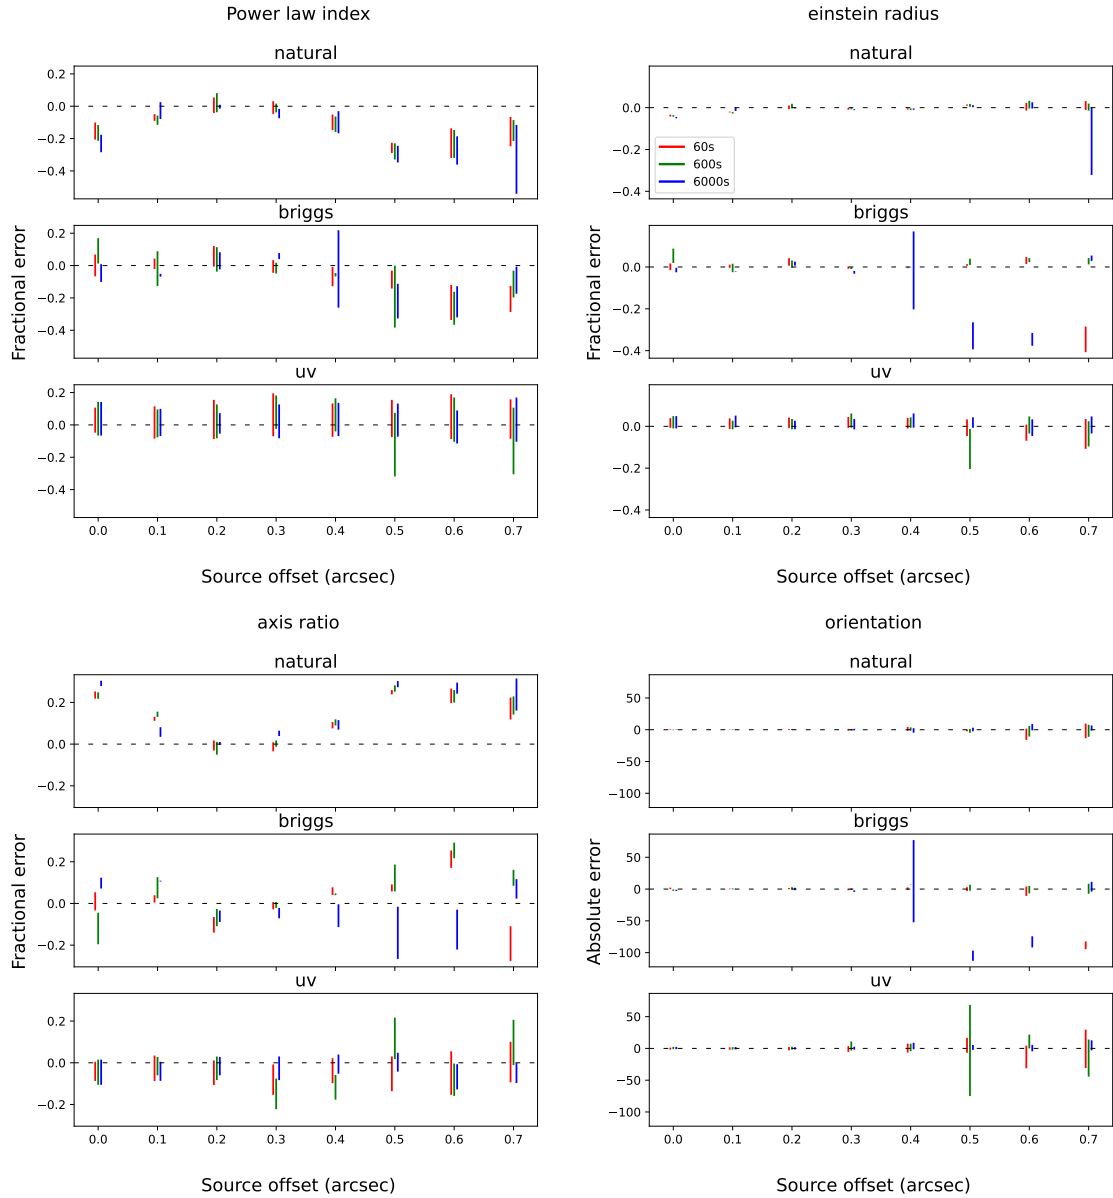 Power law index
natural
0.2
0.0
−0.2
−0.4
briggs
0.2
0.0
−0.2
−0.4
Fractional error
uv
0.2
0.0
−0.2
−0.4
0.0 0.1 0.2 0.3 0.4 0.5 0.6 0.7
Source offset (arcsec)
einstein radius
natural
0.0
−0.2
−0.4
60s
600s
6000s
briggs
0.0
−0.2
−0.4
Fractional error
uv
0.0
−0.2
−0.4
0.0 0.1 0.2 0.3 0.4 0.5 0.6 0.7
Source offset (arcsec)
axis ratio
natural
0.2
0.0
−0.2
briggs
0.2
0.0
−0.2
Fractional error
uv
0.2
0.0
−0.2
0.0 0.1 0.2 0.3 0.4 0.5 0.6 0.7
Source offset (arcsec)
orientation
natural
50
0
−50
−100
briggs
50
0
−50
−100
Absolute error
uv
50
0
−50
−100
0.0 0.1 0.2 0.3 0.4 0.5 0.6 0.7
Source offset (arcsec)